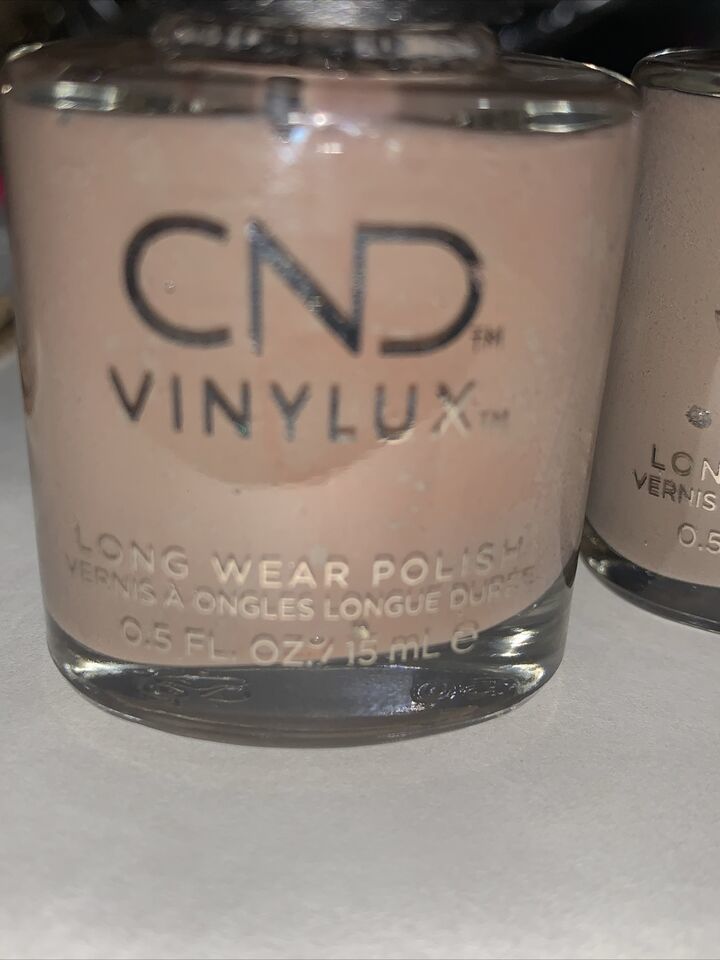 CND™
VINYLUX™
LONG WEAR POLISH
VERNIS À ONGLES LONGUE DURÉE
0.5 FL. OZ. / 15 mL ℮
LON
VERNIS
0.5